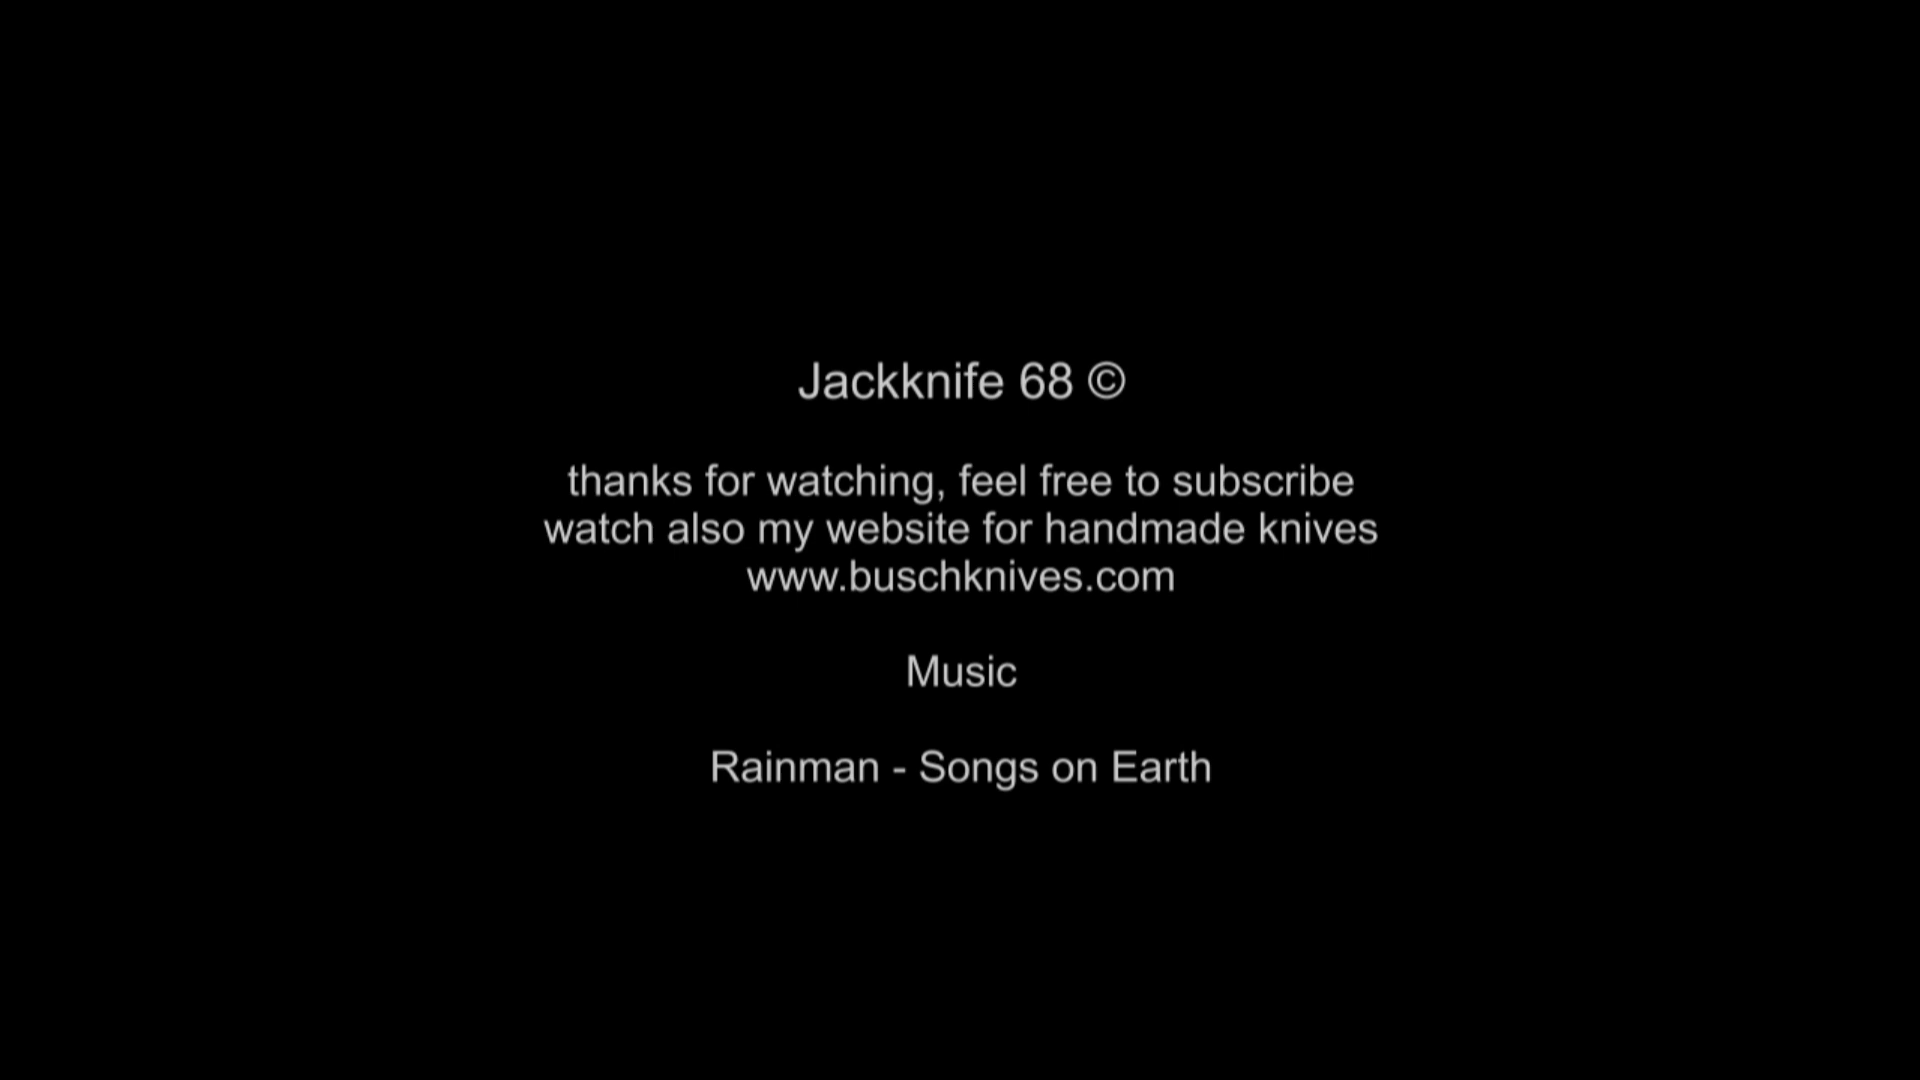 Jackknife 68 ©
thanks for watching, feel free to subscribe
watch also my website for handmade knives
www.buschknives.com
Music
Rainman - Songs on Earth